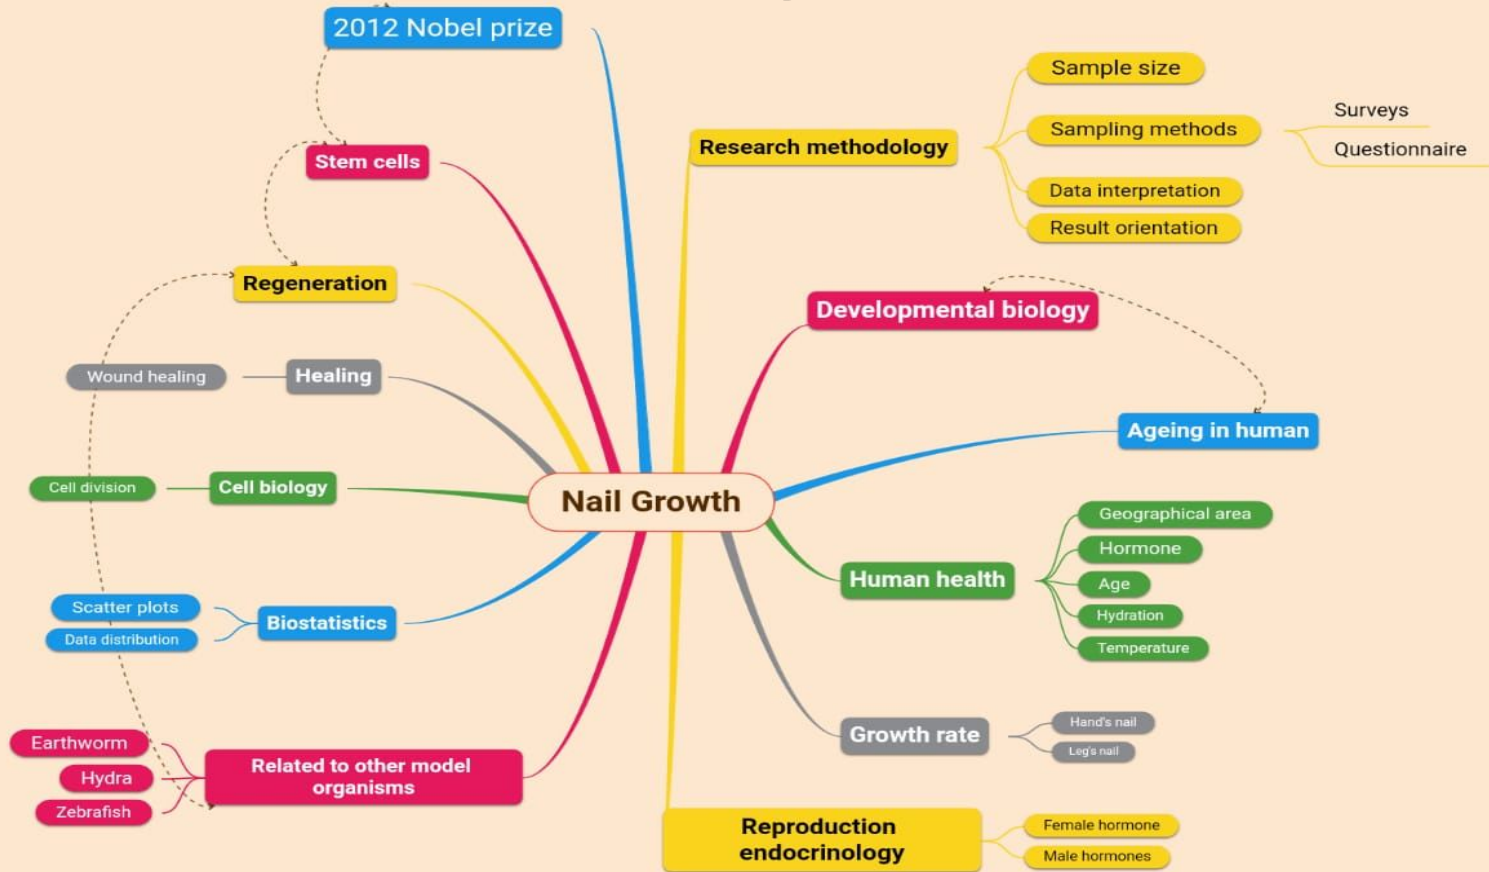 2012 Nobel prize
Stem cells
Regeneration
Healing
Wound healing
Cell biology
Cell division
Biostatistics
Scatter plots
Data distribution
Related to other model
organisms
Earthworm
Hydra
Zebrafish
Nail Growth
Research methodology
Sample size
Sampling methods
Surveys
Questionnaire
Data interpretation
Result orientation
Developmental biology
Ageing in human
Human health
Geographical area
Hormone
Age
Hydration
Temperature
Growth rate
Hand's nail
Leg's nail
Reproduction
endocrinology
Female hormone
Male hormones